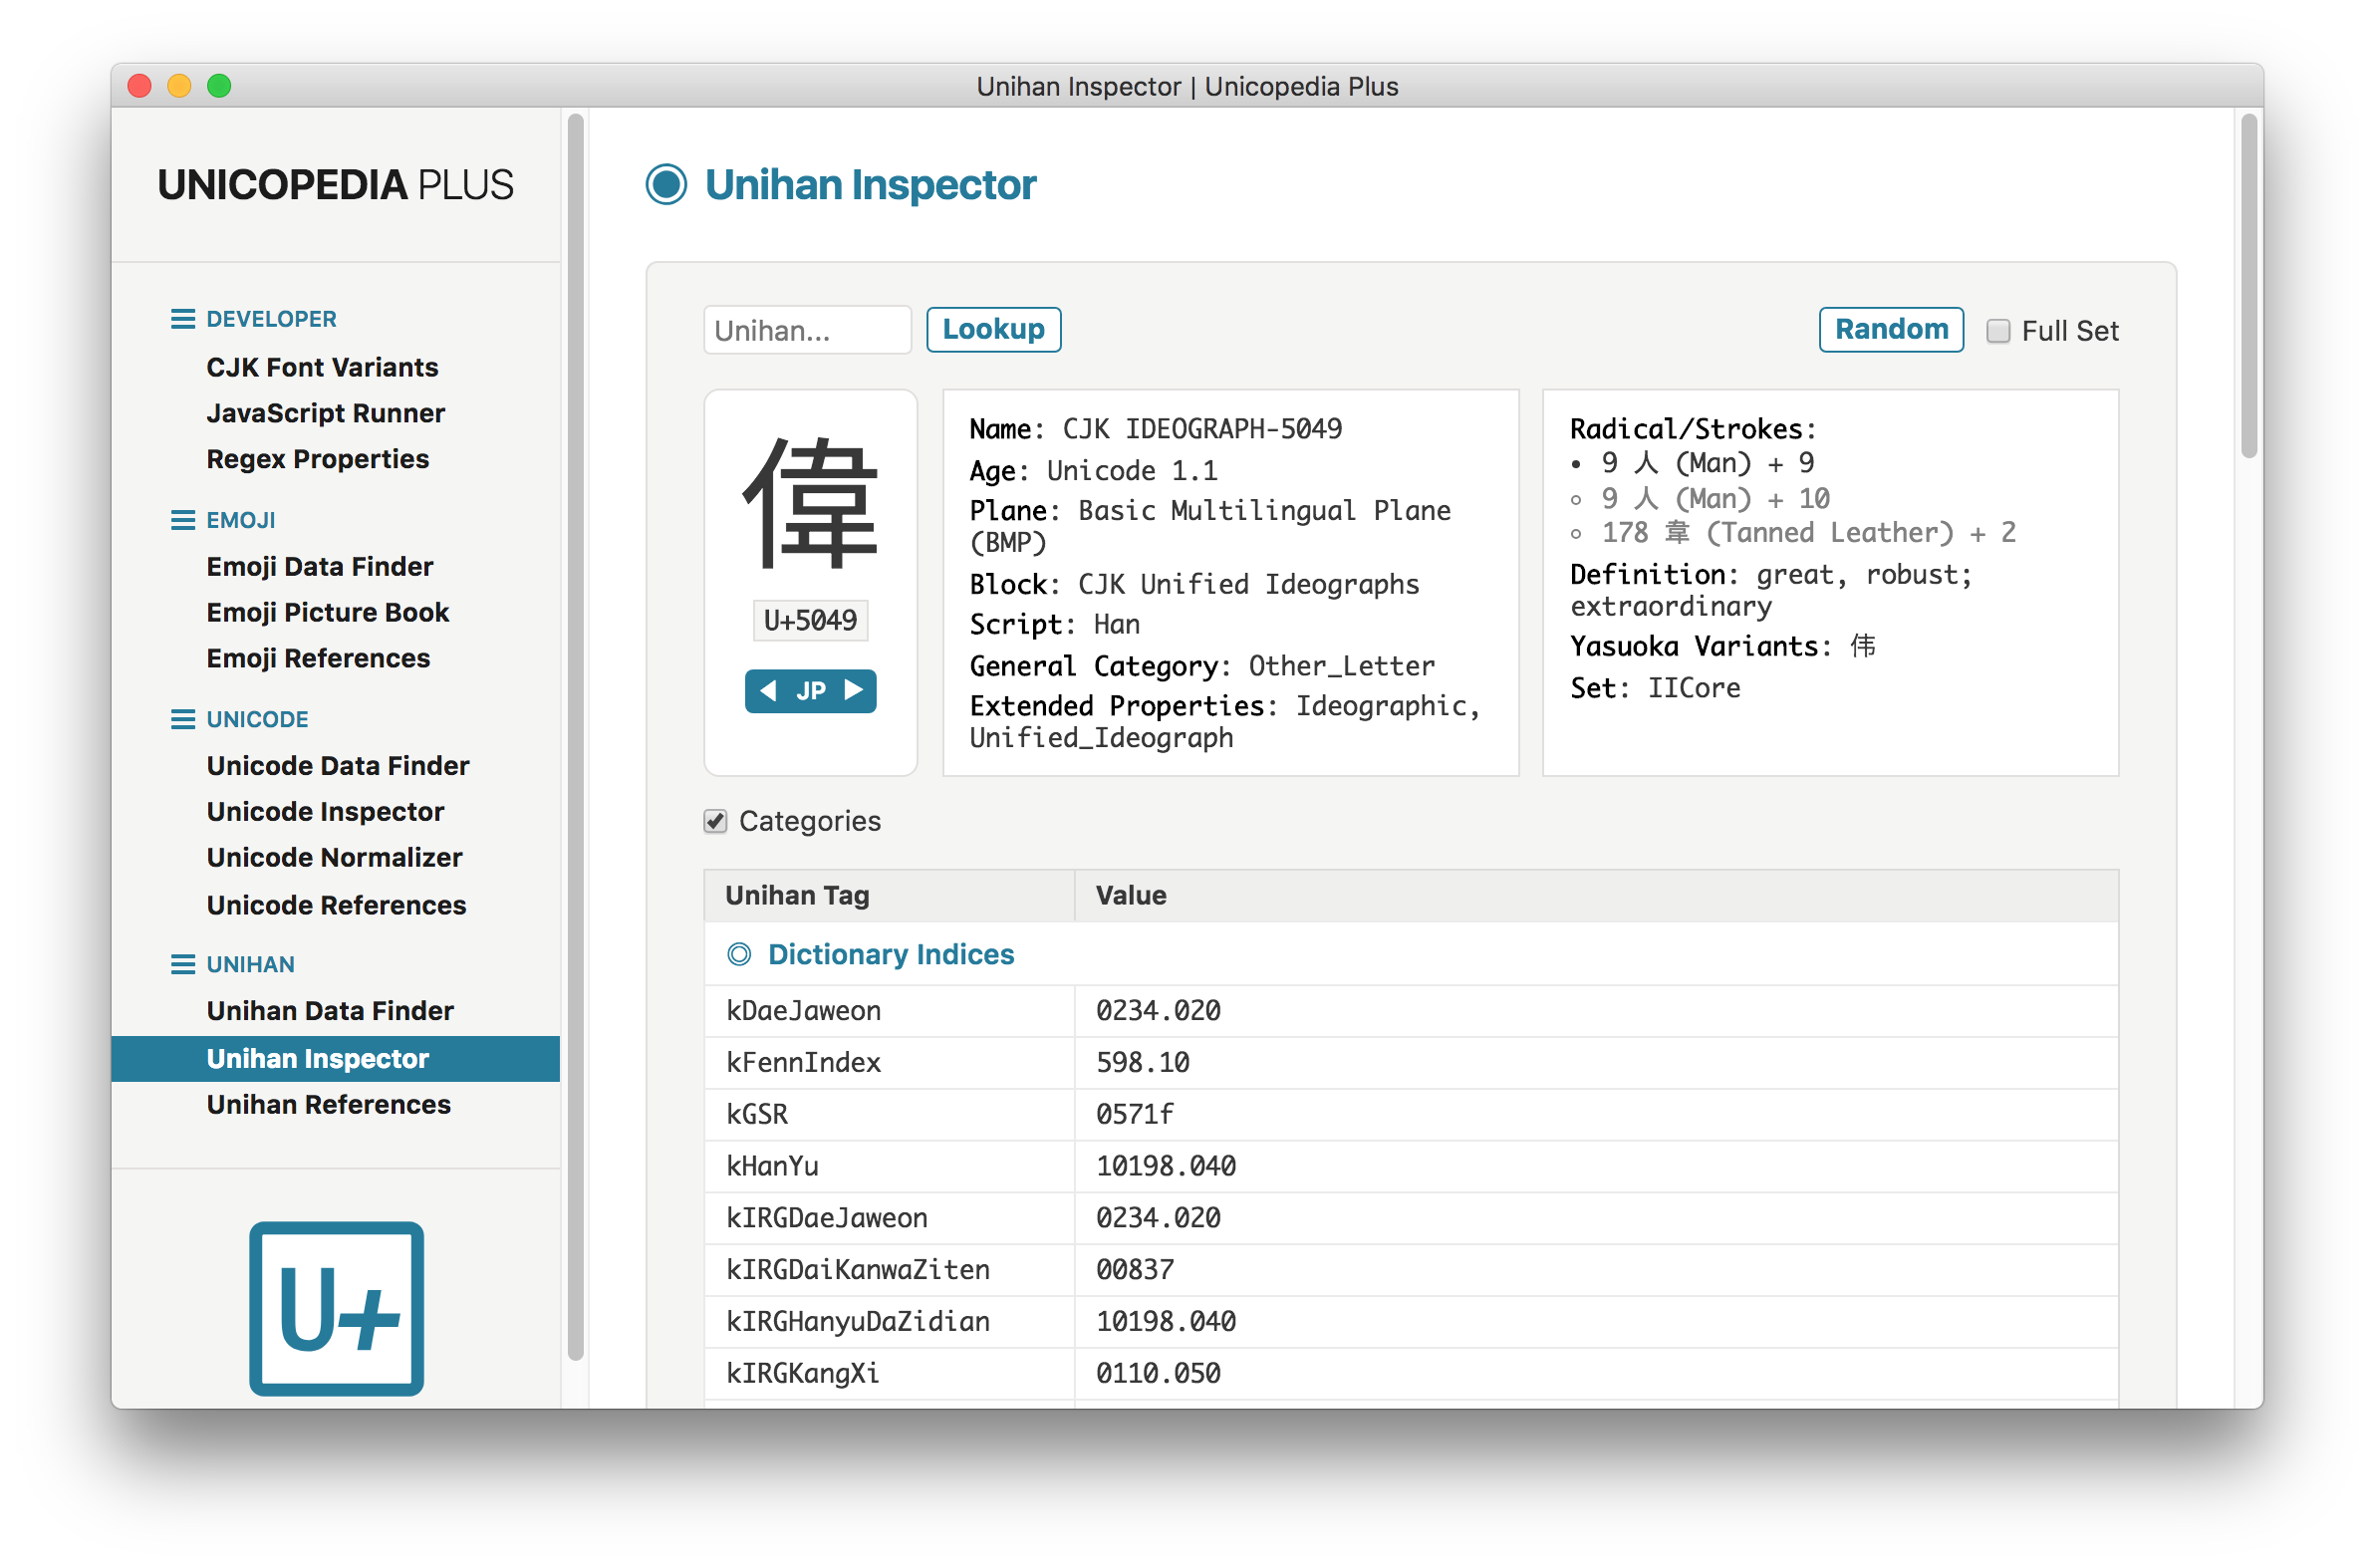 Unihan Inspector | Unicopedia Plus
UNICOPEDIA PLUS
DEVELOPER
CJK Font Variants
JavaScript Runner
Regex Properties
EMOJI
Emoji Data Finder
Emoji Picture Book
Emoji References
UNICODE
Unicode Data Finder
Unicode Inspector
Unicode Normalizer
Unicode References
UNIHAN
Unihan Data Finder
Unihan Inspector
Unihan References
U+
Unihan Inspector
Unihan... Lookup Random Full Set
偉
U+5049
◀ JP ▶
Name: CJK IDEOGRAPH-5049
Age: Unicode 1.1
Plane: Basic Multilingual Plane
(BMP)
Block: CJK Unified Ideographs
Script: Han
General Category: Other_Letter
Extended Properties: Ideographic,
Unified_Ideograph
Radical/Strokes:
• 9 人 (Man) + 9
◦ 9 人 (Man) + 10
◦ 178 韋 (Tanned Leather) + 2
Definition: great, robust;
extraordinary
Yasuoka Variants: 伟
Set: IICore
Categories
Unihan Tag Value
Dictionary Indices
kDaeJaweon 0234.020
kFennIndex 598.10
kGSR 0571f
kHanYu 10198.040
kIRGDaeJaweon 0234.020
kIRGDaiKanwaZiten 00837
kIRGHanyuDaZidian 10198.040
kIRGKangXi 0110.050